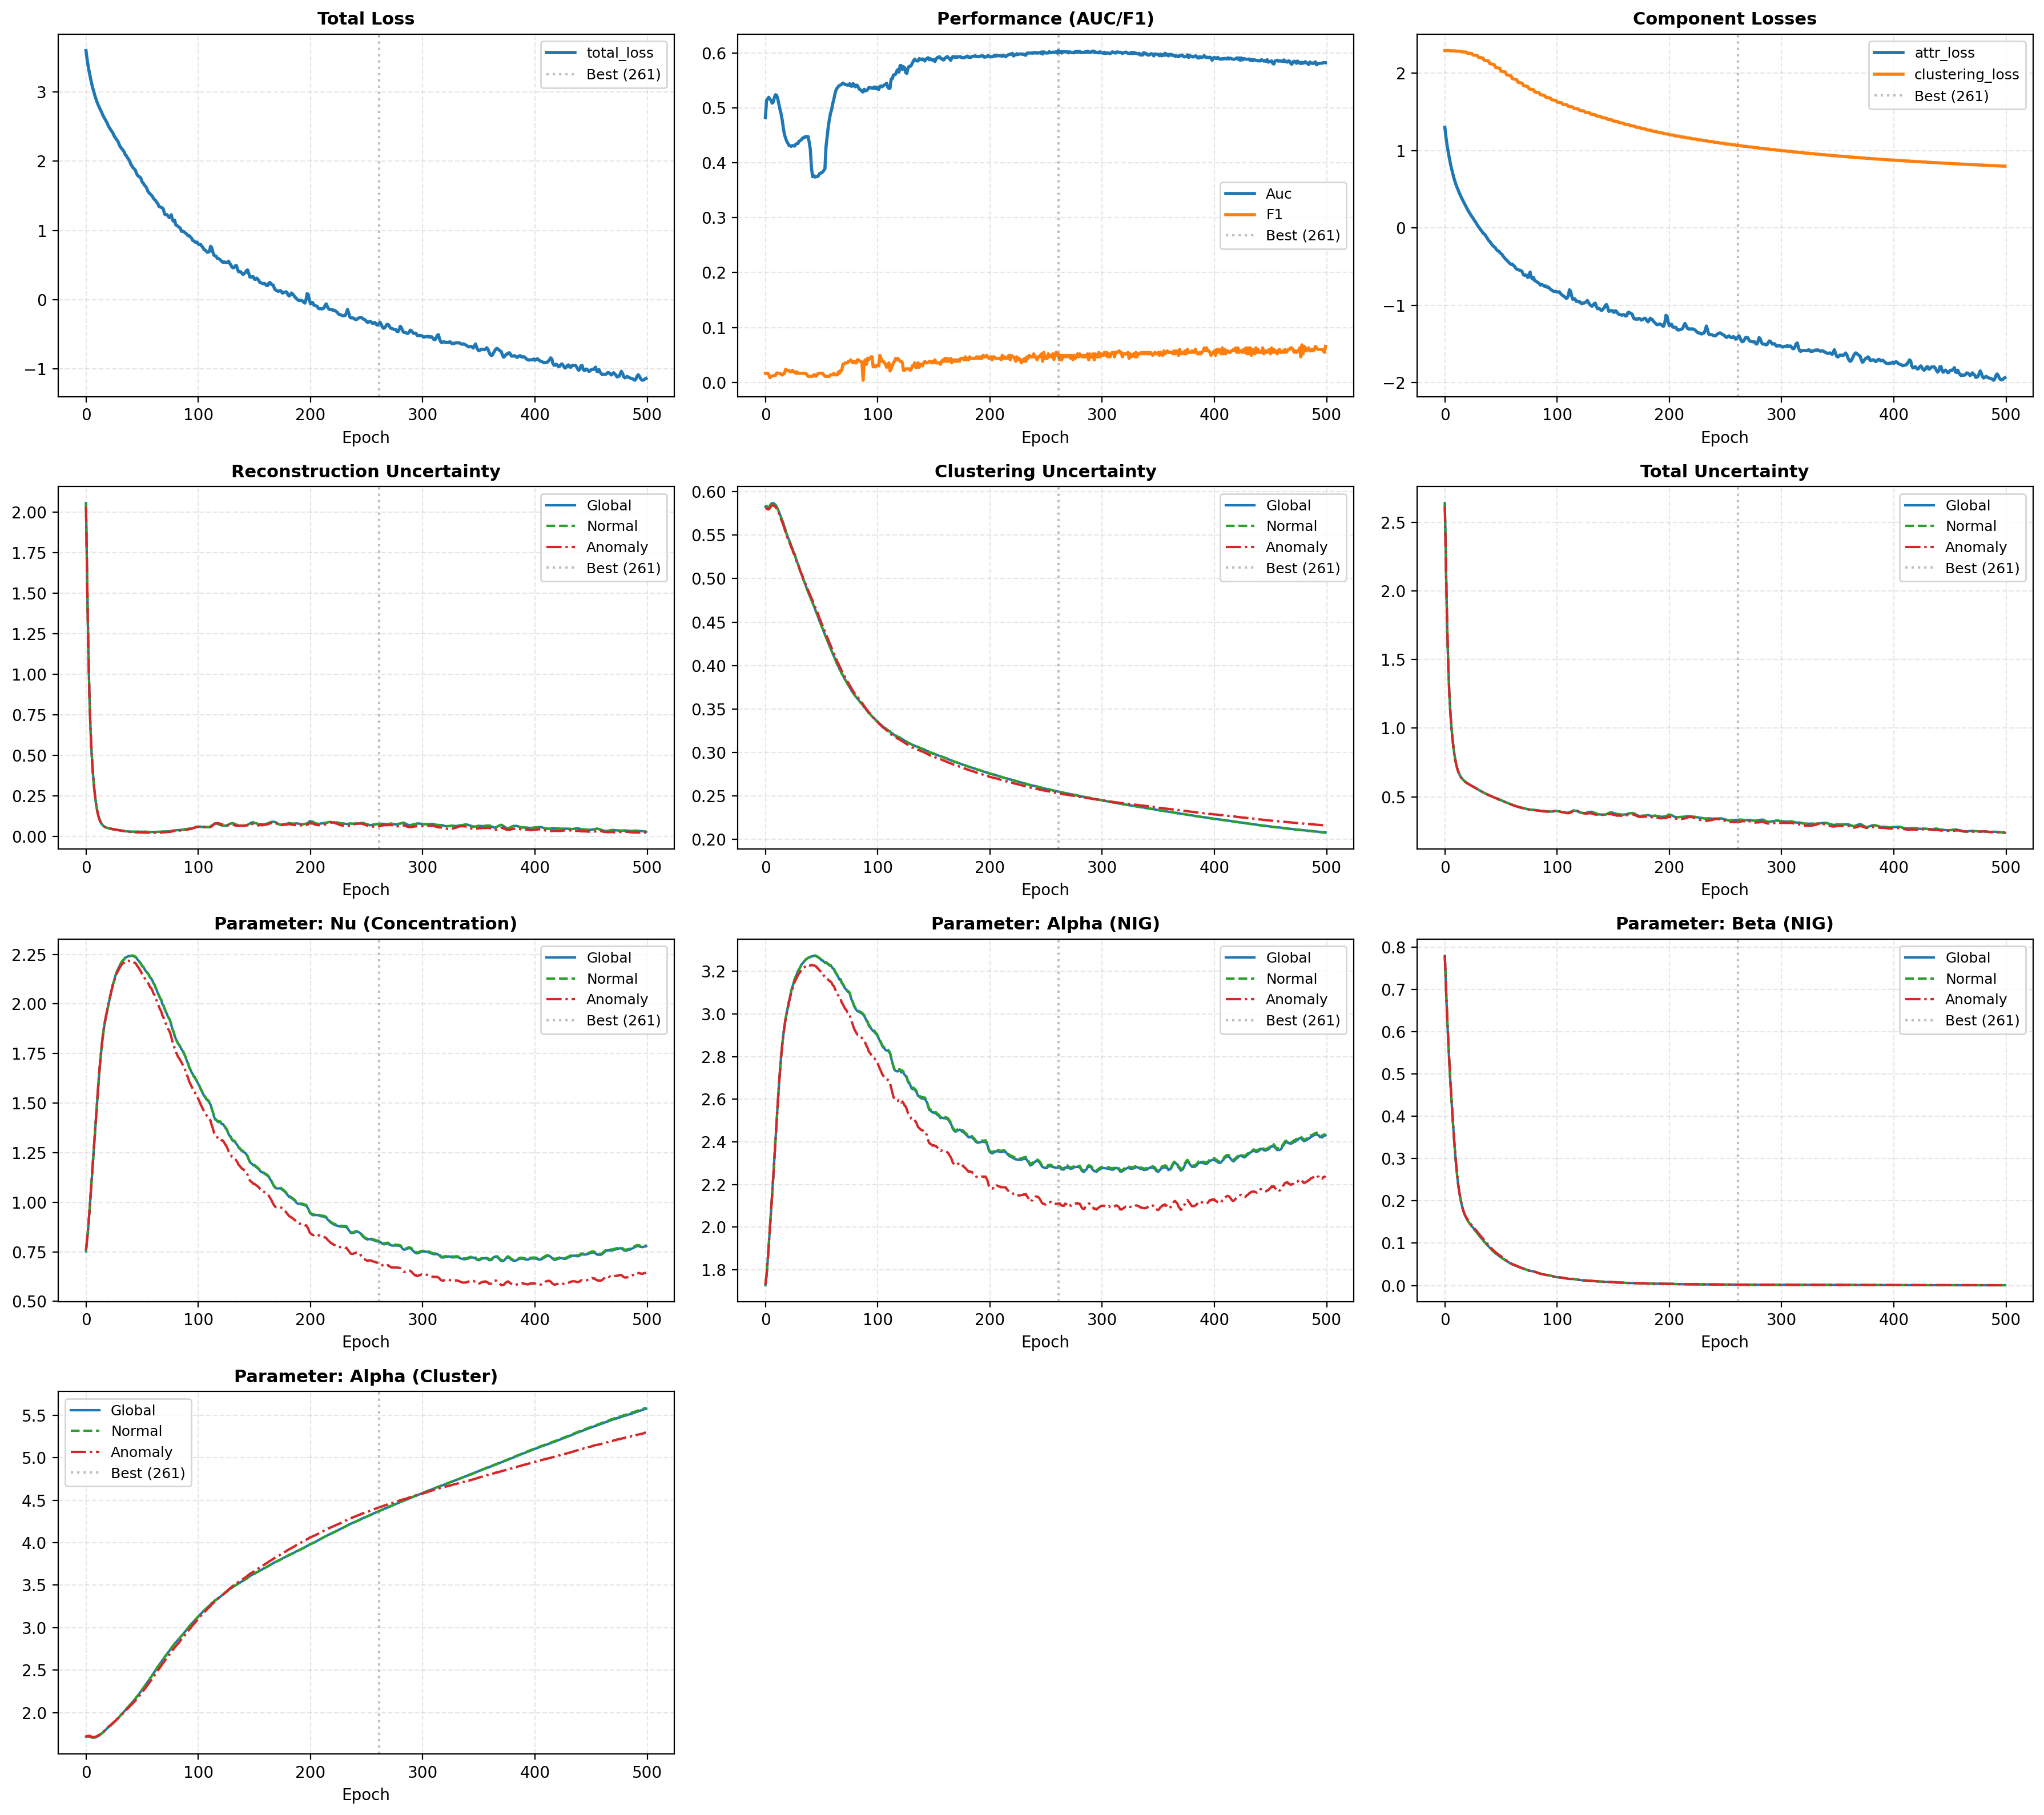 Total Loss
total_loss
Best (261)
3
2
1
0
−1
0 100 200 300 400 500
Epoch
Performance (AUC/F1)
0.6
0.5
0.4
0.3
0.2
0.1
0.0
Auc
F1
Best (261)
0 100 200 300 400 500
Epoch
Component Losses
attr_loss
clustering_loss
Best (261)
2
1
0
−1
−2
0 100 200 300 400 500
Epoch
Reconstruction Uncertainty
Global
Normal
Anomaly
Best (261)
2.00
1.75
1.50
1.25
1.00
0.75
0.50
0.25
0.00
0 100 200 300 400 500
Epoch
Clustering Uncertainty
Global
Normal
Anomaly
Best (261)
0.60
0.55
0.50
0.45
0.40
0.35
0.30
0.25
0.20
0 100 200 300 400 500
Epoch
Total Uncertainty
Global
Normal
Anomaly
Best (261)
2.5
2.0
1.5
1.0
0.5
0 100 200 300 400 500
Epoch
Parameter: Nu (Concentration)
Global
Normal
Anomaly
Best (261)
2.25
2.00
1.75
1.50
1.25
1.00
0.75
0.50
0 100 200 300 400 500
Epoch
Parameter: Alpha (NIG)
Global
Normal
Anomaly
Best (261)
3.2
3.0
2.8
2.6
2.4
2.2
2.0
1.8
0 100 200 300 400 500
Epoch
Parameter: Beta (NIG)
Global
Normal
Anomaly
Best (261)
0.8
0.7
0.6
0.5
0.4
0.3
0.2
0.1
0.0
0 100 200 300 400 500
Epoch
Parameter: Alpha (Cluster)
Global
Normal
Anomaly
Best (261)
5.5
5.0
4.5
4.0
3.5
3.0
2.5
2.0
0 100 200 300 400 500
Epoch